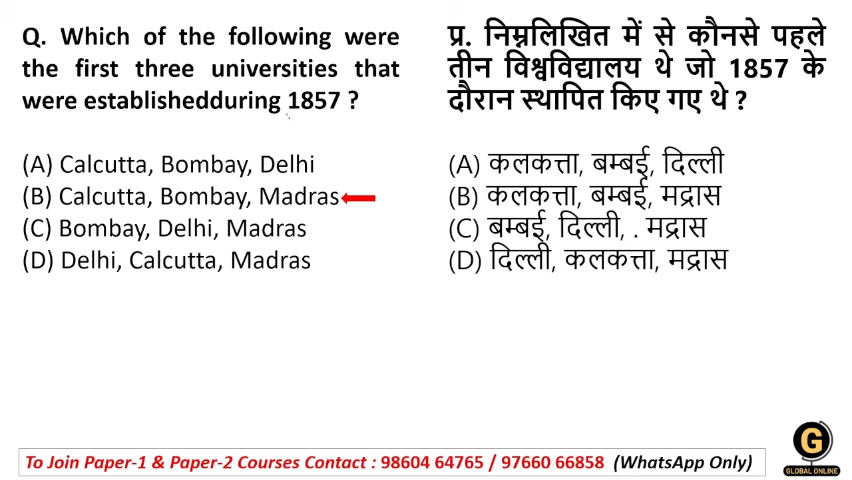 Q. Which of the following were
the first three universities that
were establishedduring 1857 ?
(A) Calcutta, Bombay, Delhi
(B) Calcutta, Bombay, Madras
(C) Bombay, Delhi, Madras
(D) Delhi, Calcutta, Madras
प्र. निम्नलिखित में से कौनसे पहले
तीन विश्वविद्यालय थे जो 1857 के
दौरान स्थापित किए गए थे ?
(A) कलकत्ता, बम्बई, दिल्ली
(B) कलकत्ता, बम्बई, मद्रास
(C) बम्बई, दिल्ली, . मद्रास
(D) दिल्ली, कलकत्ता, मद्रास
To Join Paper-1 & Paper-2 Courses Contact : 98604 64765 / 97660 66858 (WhatsApp Only)
G
GLOBAL ONLINE